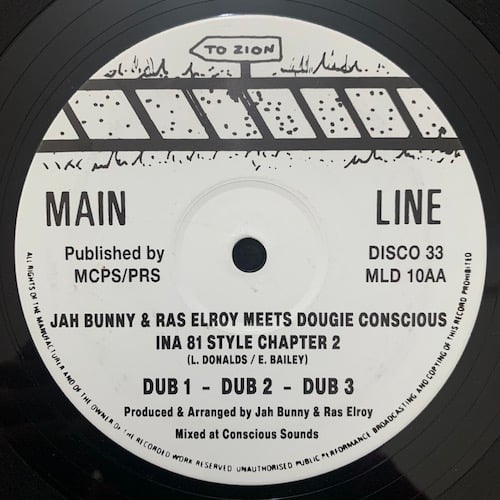 TO ZION
MAIN LINE
Published by
MCPS/PRS
DISCO 33
MLD 10AA
JAH BUNNY & RAS ELROY MEETS DOUGIE CONSCIOUS
INA 81 STYLE CHAPTER 2
(L. DONALDS / E. BAILEY)
DUB 1 - DUB 2 - DUB 3
Produced & Arranged by Jah Bunny & Ras Elroy
Mixed at Conscious Sounds
ALL RIGHTS OF THE MANUFACTURER AND OF THE OWNER OF THE RECORDED WORK RESERVED. UNAUTHORISED PUBLIC PERFORMANCE BROADCASTING AND COPYING OF THIS RECORD PROHIBITED